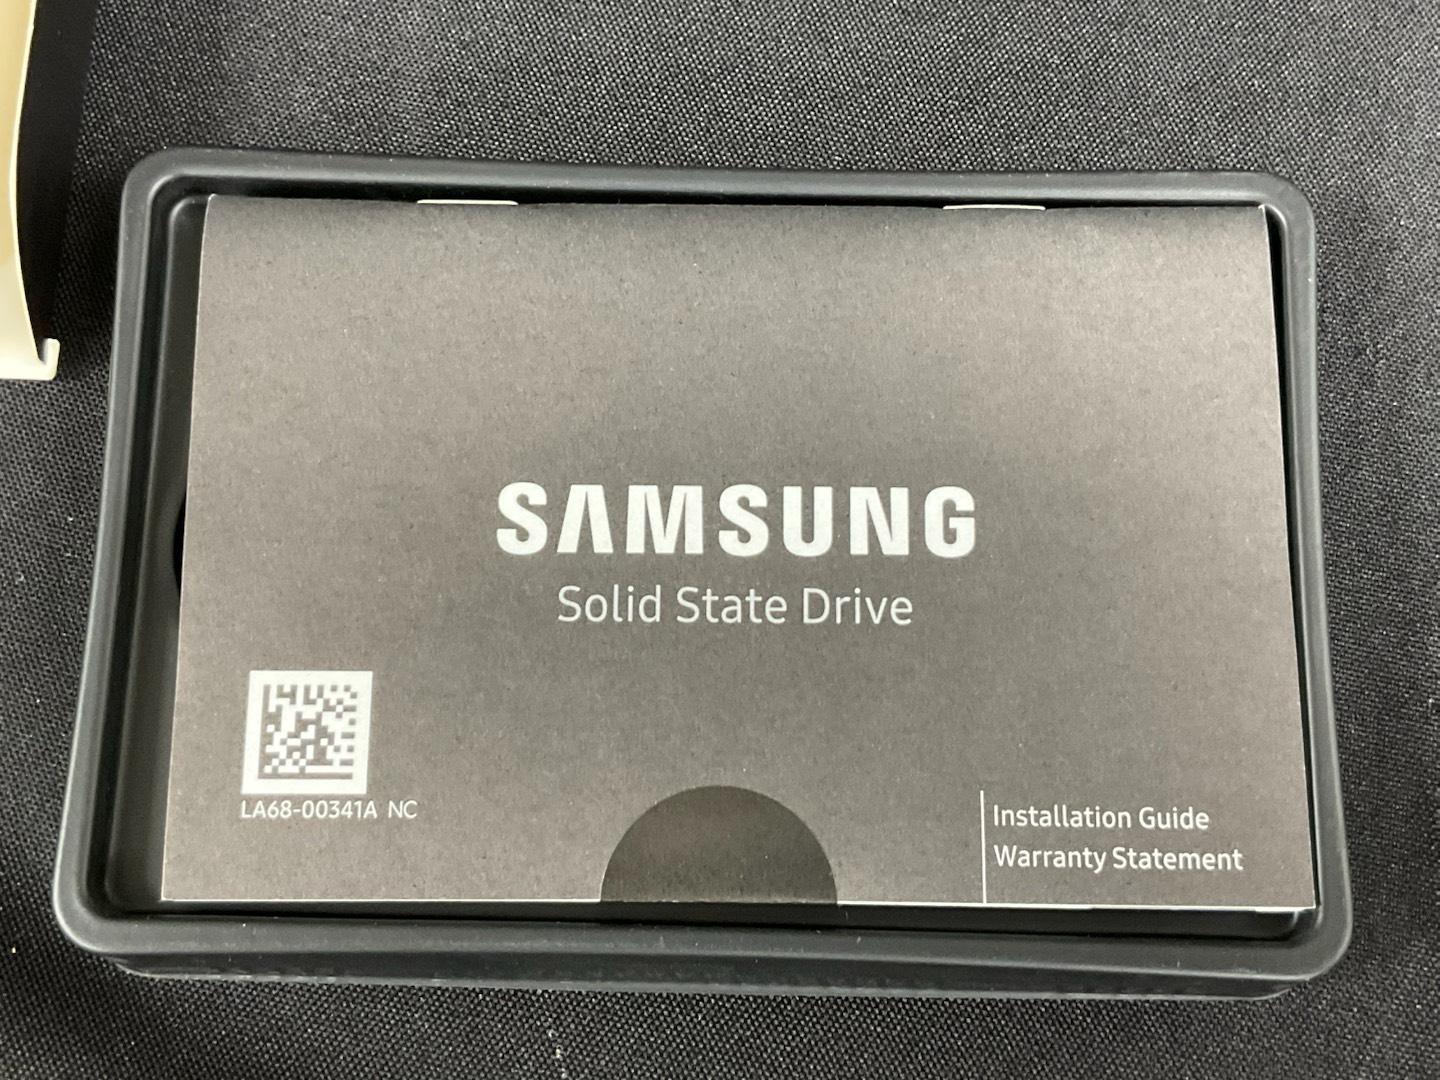 SAMSUNG
Solid State Drive
LA68-00341A NC
Installation Guide
Warranty Statement